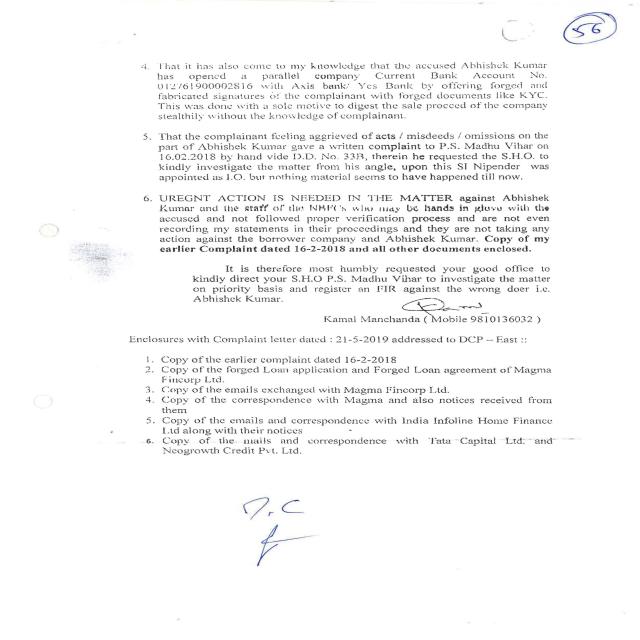 56
4. That it has also come to my knowledge that the accused Abhishek Kumar
has opened a parallel company Current Bank Account No.
012761900002816 with Axis bank/ Yes Bank by offering forged and
fabricated signatures of the complainant with forged documents like KYC.
This was done with a sole motive to digest the sale proceed of the company
stealthily without the knowledge of complainant.
5. That the complainant feeling aggrieved of acts / misdeeds / omissions on the
part of Abhishek Kumar gave a written complaint to P.S. Madhu Vihar on
16.02.2018 by hand vide D.D. No. 33B, therein he requested the S.H.O. to
kindly investigate the matter from his angle, upon this SI Nipender was
appointed as I.O. but nothing material seems to have happened till now.
6. UREGNT ACTION IS NEEDED IN THE MATTER against Abhishek
Kumar and the staff of the NBFC's who may be hands in gluve with the
accused and not followed proper verification process and are not even
recording my statements in their proceedings and they are not taking any
action against the borrower company and Abhishek Kumar. Copy of my
earlier Complaint dated 16-2-2018 and all other documents enclosed.
It is therefore most humbly requested your good office to
kindly direct your S.H.O P.S. Madhu Vihar to investigate the matter
on priority basis and register an FIR against the wrong doer i.e.
Abhishek Kumar.
Kamal Manchanda ( Mobile 9810136032 )
Enclosures with Complaint letter dated : 21-5-2019 addressed to DCP – East ::
1. Copy of the earlier complaint dated 16-2-2018
2. Copy of the forged Loan application and Forged Loan agreement of Magma
Fincorp Ltd.
3. Copy of the emails exchanged with Magma Fincorp Ltd.
4. Copy of the correspondence with Magma and also notices received from
them
5. Copy of the emails and correspondence with India Infoline Home Finance
Ltd along with their notices
6. Copy of the mails and correspondence with Tata Capital Ltd. and
Neogrowth Credit Pvt. Ltd.
T.C